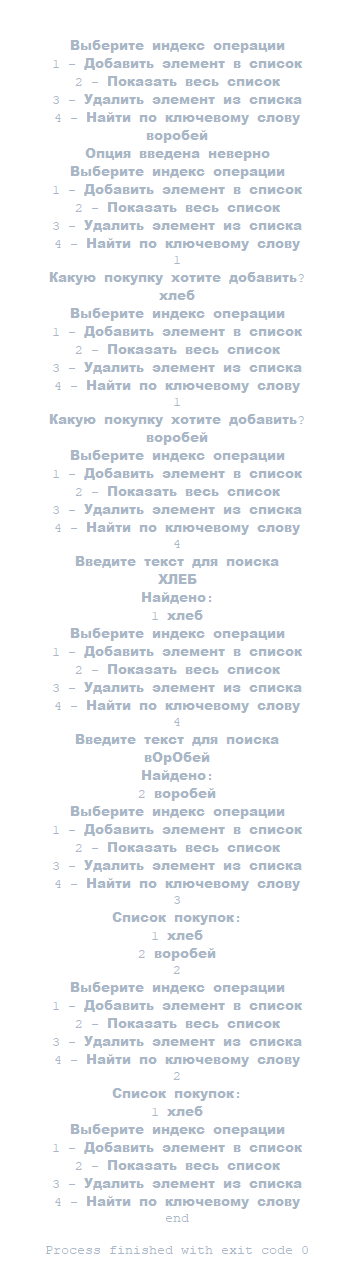 Выберите индекс операции
1 - Добавить элемент в список
2 - Показать весь список
3 - Удалить элемент из списка
4 - Найти по ключевому слову
воробей
Опция введена неверно
Выберите индекс операции
1 - Добавить элемент в список
2 - Показать весь список
3 - Удалить элемент из списка
4 - Найти по ключевому слову
1
Какую покупку хотите добавить?
хлеб
Выберите индекс операции
1 - Добавить элемент в список
2 - Показать весь список
3 - Удалить элемент из списка
4 - Найти по ключевому слову
1
Какую покупку хотите добавить?
воробей
Выберите индекс операции
1 - Добавить элемент в список
2 - Показать весь список
3 - Удалить элемент из списка
4 - Найти по ключевому слову
4
Введите текст для поиска
ХЛЕБ
Найдено:
1 хлеб
Выберите индекс операции
1 - Добавить элемент в список
2 - Показать весь список
3 - Удалить элемент из списка
4 - Найти по ключевому слову
4
Введите текст для поиска
вОрОбей
Найдено:
2 воробей
Выберите индекс операции
1 - Добавить элемент в список
2 - Показать весь список
3 - Удалить элемент из списка
4 - Найти по ключевому слову
3
Список покупок:
1 хлеб
2 воробей
2
Выберите индекс операции
1 - Добавить элемент в список
2 - Показать весь список
3 - Удалить элемент из списка
4 - Найти по ключевому слову
2
Список покупок:
1 хлеб
Выберите индекс операции
1 - Добавить элемент в список
2 - Показать весь список
3 - Удалить элемент из списка
4 - Найти по ключевому слову
end
Process finished with exit code 0